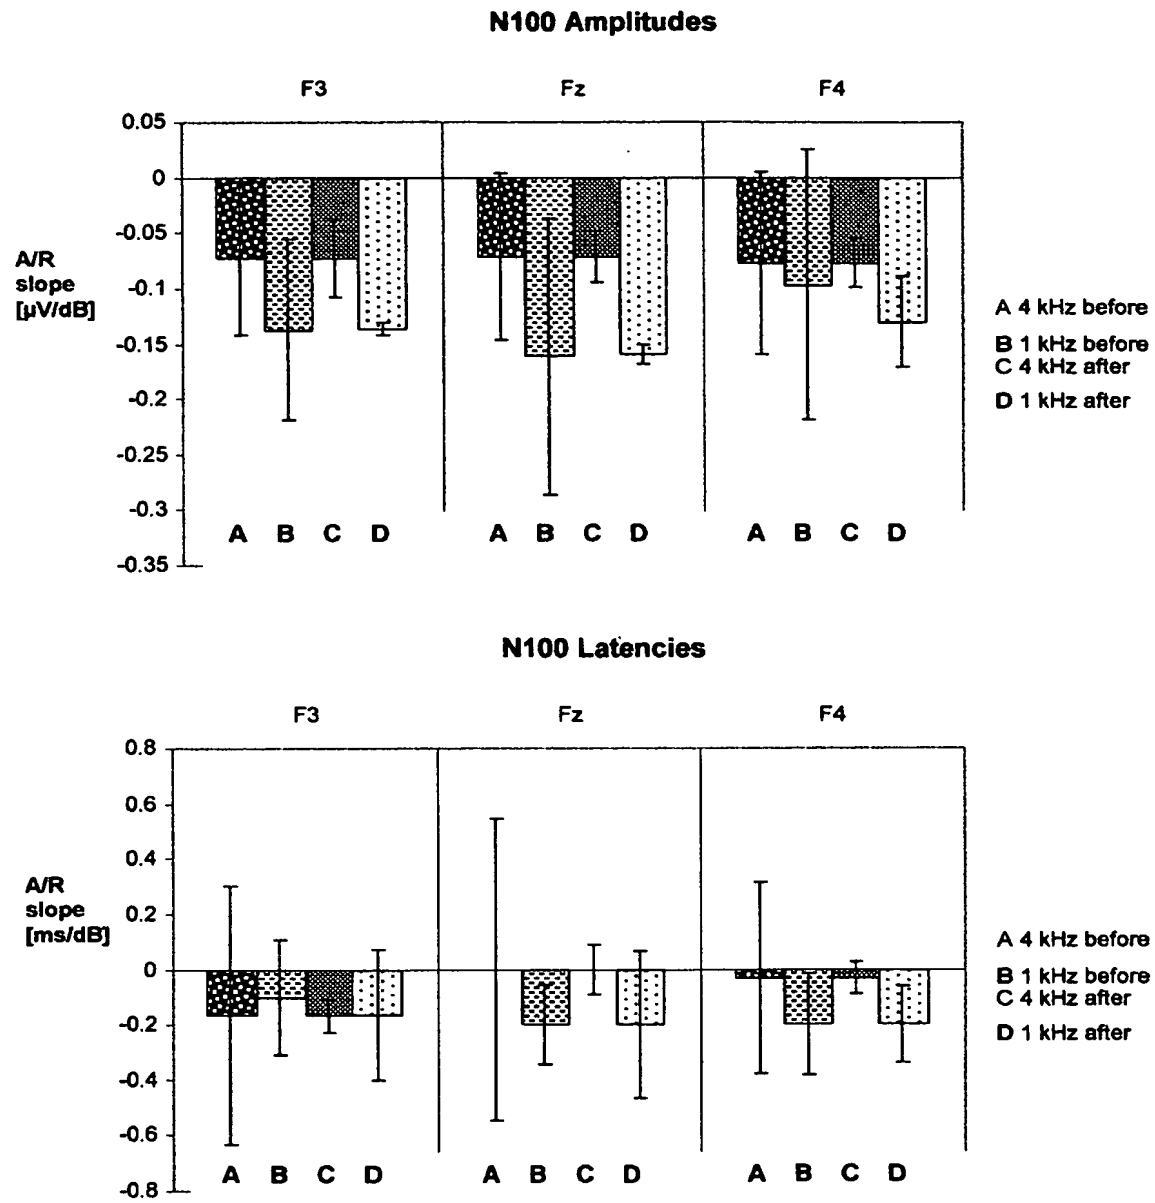 N100 Amplitudes
F3 Fz F4
0.05
0
-0.05
-0.1
-0.15
-0.2
-0.25
-0.3
-0.35
A/R
slope
[µV/dB]
A B C D A B C D A B C D
A 4 kHz before
B 1 kHz before
C 4 kHz after
D 1 kHz after
N100 Latencies
F3 Fz F4
0.8
0.6
0.4
0.2
0
-0.2
-0.4
-0.6
-0.8
A/R
slope
[ms/dB]
A B C D A B C D A B C D
A 4 kHz before
B 1 kHz before
C 4 kHz after
D 1 kHz after